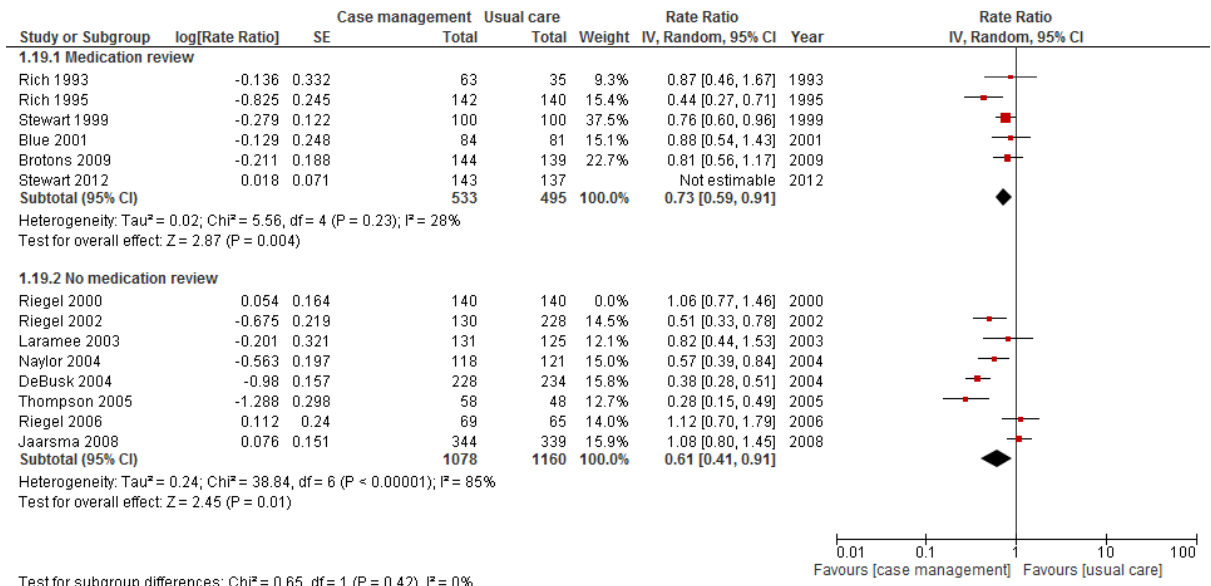 Case management Usual care Rate Ratio Rate Ratio
Study or Subgroup log[Rate Ratio] SE Total Total Weight IV, Random, 95% CI Year IV, Random, 95% CI
1.19.1 Medication review
Rich 1993 -0.136 0.332 63 35 9.3% 0.87 [0.46, 1.67] 1993
Rich 1995 -0.825 0.245 142 140 15.4% 0.44 [0.27, 0.71] 1995
Stewart 1999 -0.279 0.122 100 100 37.5% 0.76 [0.60, 0.96] 1999
Blue 2001 -0.129 0.248 84 81 15.1% 0.88 [0.54, 1.43] 2001
Brotons 2009 -0.211 0.188 144 139 22.7% 0.81 [0.56, 1.17] 2009
Stewart 2012 0.018 0.071 143 137 Not estimable 2012
Subtotal (95% CI) 533 495 100.0% 0.73 [0.59, 0.91]
Heterogeneity: Tau² = 0.02; Chi² = 5.56, df = 4 (P = 0.23); I² = 28%
Test for overall effect: Z = 2.87 (P = 0.004)
1.19.2 No medication review
Riegel 2000 0.054 0.164 140 140 0.0% 1.06 [0.77, 1.46] 2000
Riegel 2002 -0.675 0.219 130 228 14.5% 0.51 [0.33, 0.78] 2002
Laramee 2003 -0.201 0.321 131 125 12.1% 0.82 [0.44, 1.53] 2003
Naylor 2004 -0.563 0.197 118 121 15.0% 0.57 [0.39, 0.84] 2004
DeBusk 2004 -0.98 0.157 228 234 15.8% 0.38 [0.28, 0.51] 2004
Thompson 2005 -1.288 0.298 58 48 12.7% 0.28 [0.15, 0.49] 2005
Riegel 2006 0.112 0.24 69 65 14.0% 1.12 [0.70, 1.79] 2006
Jaarsma 2008 0.076 0.151 344 339 15.9% 1.08 [0.80, 1.45] 2008
Subtotal (95% CI) 1078 1160 100.0% 0.61 [0.41, 0.91]
Heterogeneity: Tau² = 0.24; Chi² = 38.84, df = 6 (P < 0.00001); I² = 85%
Test for overall effect: Z = 2.45 (P = 0.01)
0.01 0.1 1 10 100
Favours [case management] Favours [usual care]
Test for subgroup differences: Chi² = 0.65, df = 1 (P = 0.42), I² = 0%